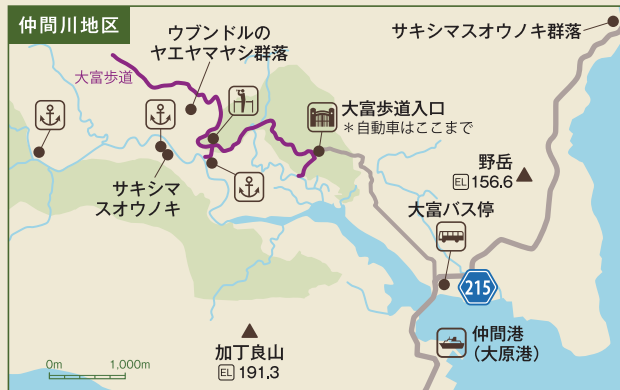 仲間川地区
ウブンドルの
ヤエヤマヤシ群落
サキシマスオウノキ群落
大富歩道
大富歩道入口
＊自動車はここまで
野岳
EL 156.6
サキシマ
スオウノキ
大富バス停
215
仲間港
（大原港）
加丁良山
EL 191.3
0m 1,000m